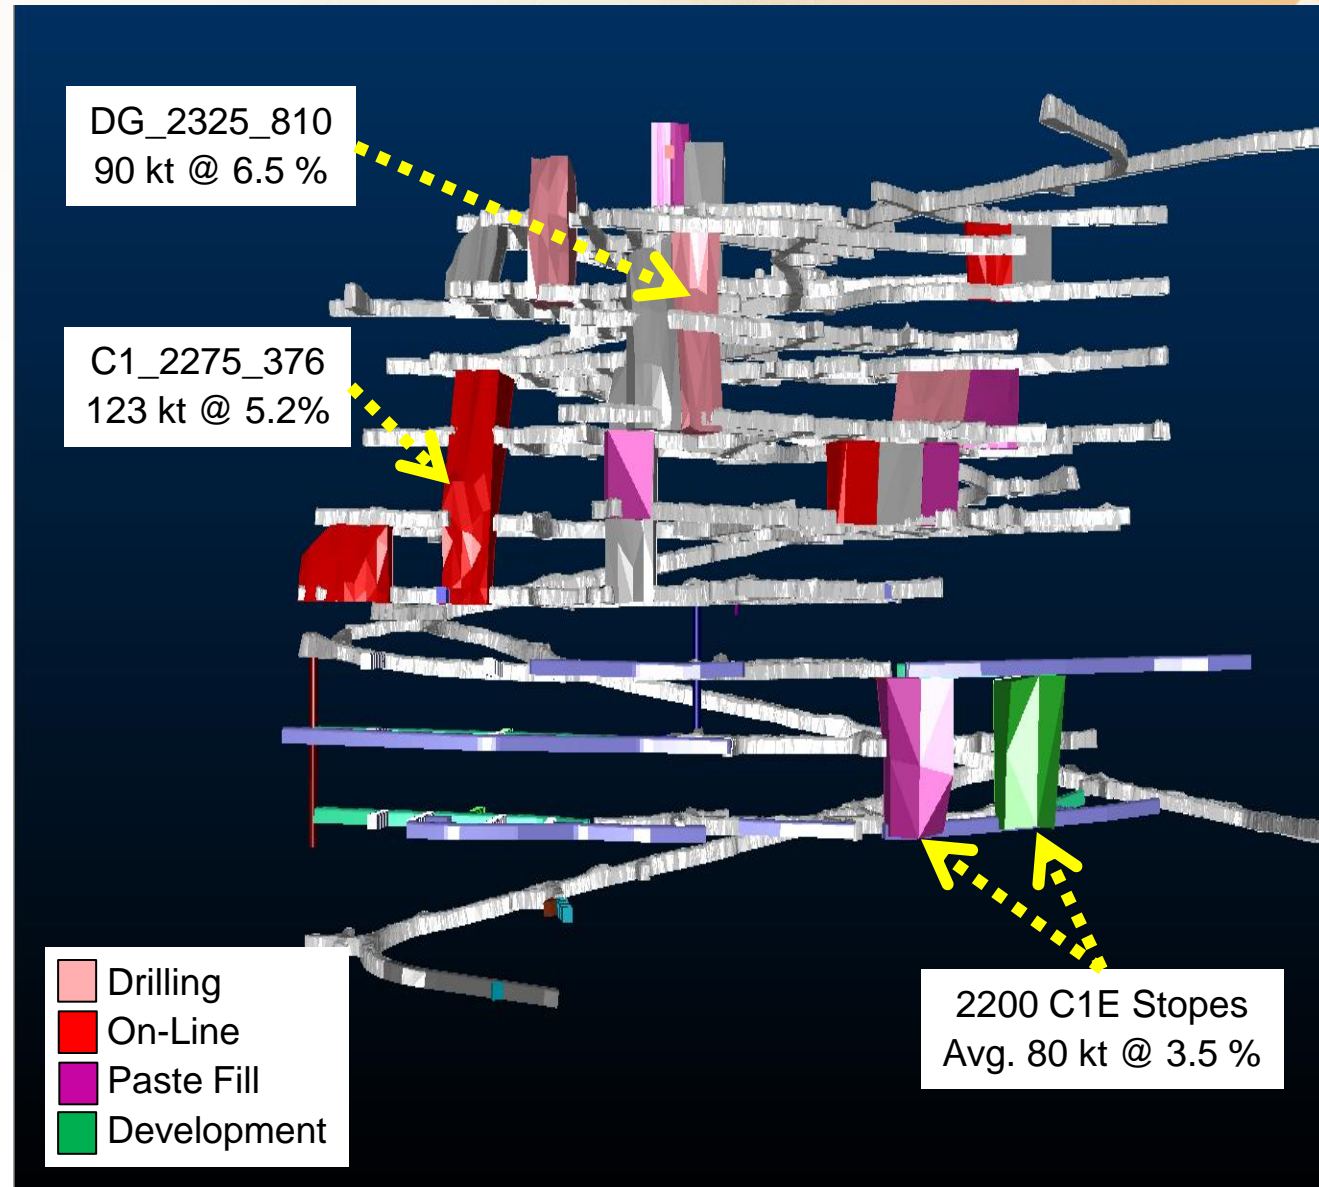 DG_2325_810
90 kt @ 6.5 %
C1_2275_376
123 kt @ 5.2%
Drilling
On-Line
Paste Fill
Development
2200 C1E Stopes
Avg. 80 kt @ 3.5 %